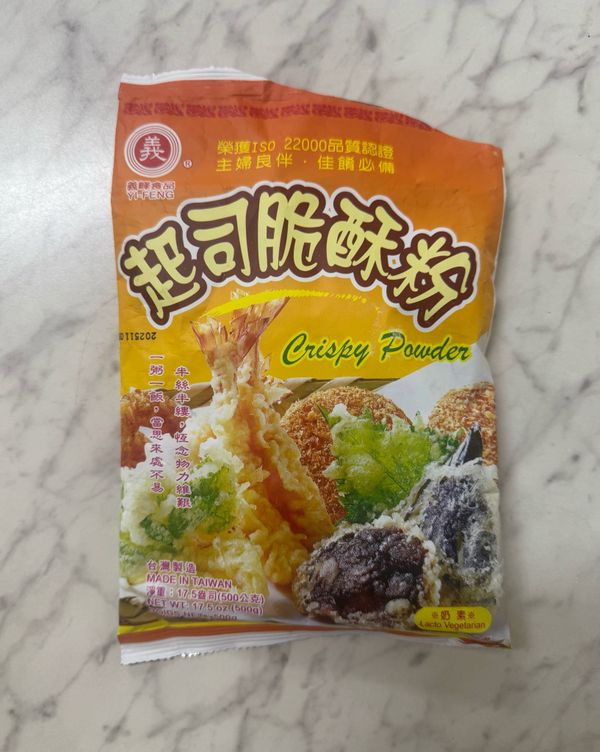 義
®
義峰食品
YI-FENG
榮獲ISO 22000品質認證
主婦良伴．佳餚必備
起司脆酥粉
Crispy Powder
半絲半縷，恆念物力維艱
一粥一飯，當思來處不易
台灣製造
MADE IN TAIWAN
淨重：17.5盎司(500公克)
NET WT: 17.5 oz (500g)
※奶素※
Lacto Vegetarian